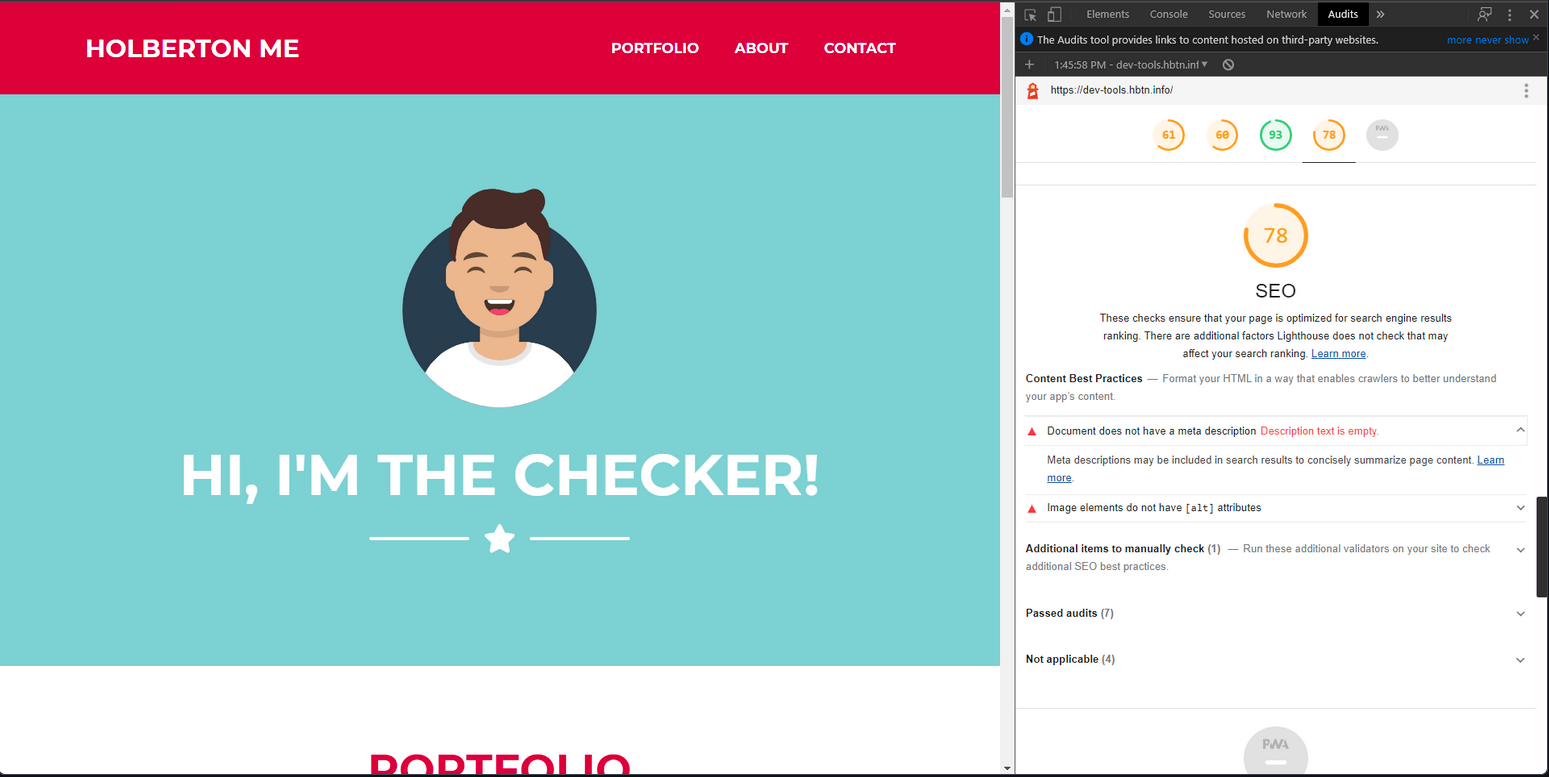 HOLBERTON ME
PORTFOLIO ABOUT CONTACT
HI, I'M THE CHECKER!
PORTFOLIO
Elements Console Sources Network Audits »
The Audits tool provides links to content hosted on third-party websites. more never show
1:45:58 PM - dev-tools.hbtn.inf
https://dev-tools.hbtn.info/
61 60 93 78 PWA
78
SEO
These checks ensure that your page is optimized for search engine results
ranking. There are additional factors Lighthouse does not check that may
affect your search ranking. Learn more.
Content Best Practices — Format your HTML in a way that enables crawlers to better understand
your app's content.
Document does not have a meta description Description text is empty.
Meta descriptions may be included in search results to concisely summarize page content. Learn
more.
Image elements do not have [alt] attributes
Additional items to manually check (1) — Run these additional validators on your site to check
additional SEO best practices.
Passed audits (7)
Not applicable (4)
PWA